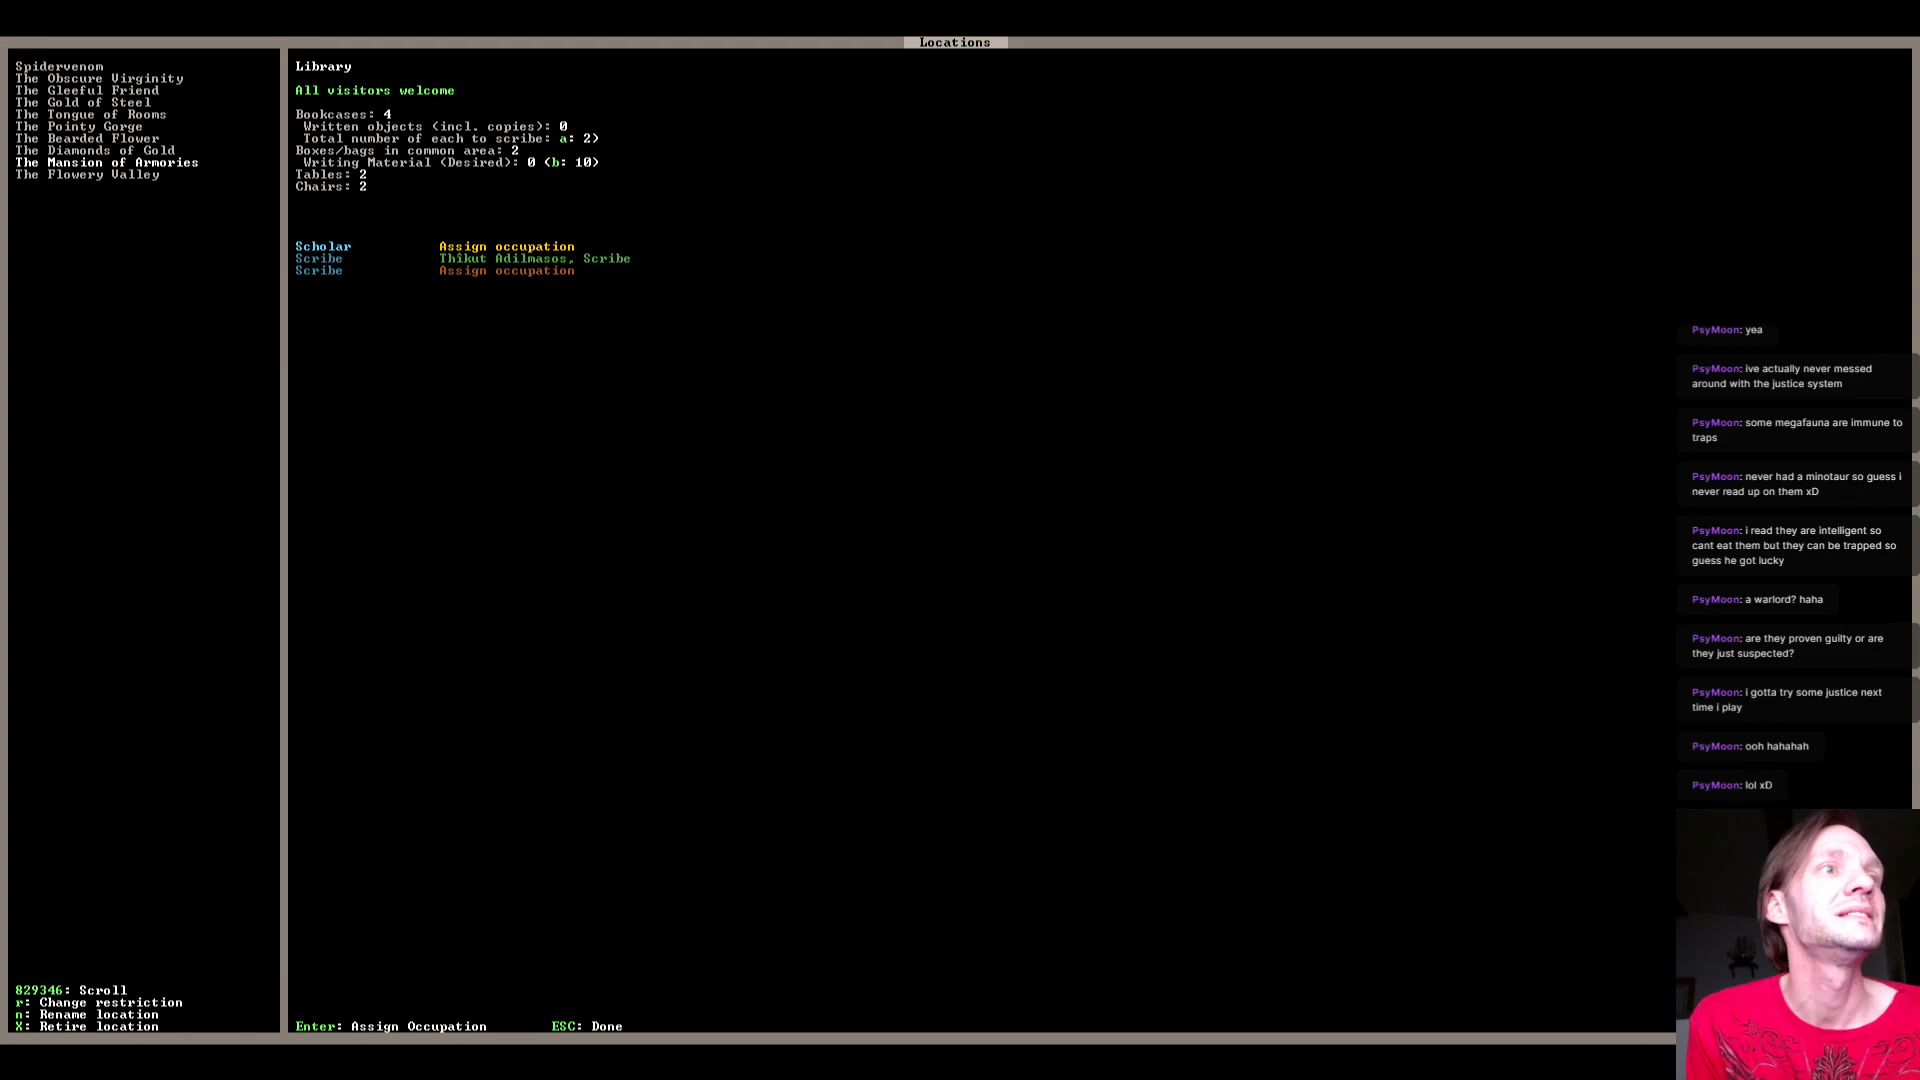 Locations
Spidervenom
The Obscure Virginity
The Gleeful Friend
The Gold of Steel
The Tongue of Rooms
The Pointy Gorge
The Bearded Flower
The Diamonds of Gold
The Mansion of Armories
The Flowery Valley
829346: Scroll
r: Change restriction
n: Rename location
X: Retire location
Library
All visitors welcome
Bookcases: 4
Written objects (incl. copies): 0
Total number of each to scribe: a: 2)
Boxes/bags in common area: 2
Writing Material (Desired): 0 (b: 10)
Tables: 2
Chairs: 2
Scholar Assign occupation
Scribe Thîkut Adilmasos, Scribe
Scribe Assign occupation
Enter: Assign Occupation ESC: Done
PsyMoon: yea
PsyMoon: ive actually never messed
around with the justice system
PsyMoon: some megafauna are immune to
traps
PsyMoon: never had a minotaur so guess i
never read up on them xD
PsyMoon: i read they are intelligent so
cant eat them but they can be trapped so
guess he got lucky
PsyMoon: a warlord? haha
PsyMoon: are they proven guilty or are
they just suspected?
PsyMoon: i gotta try some justice next
time i play
PsyMoon: ooh hahahah
PsyMoon: lol xD